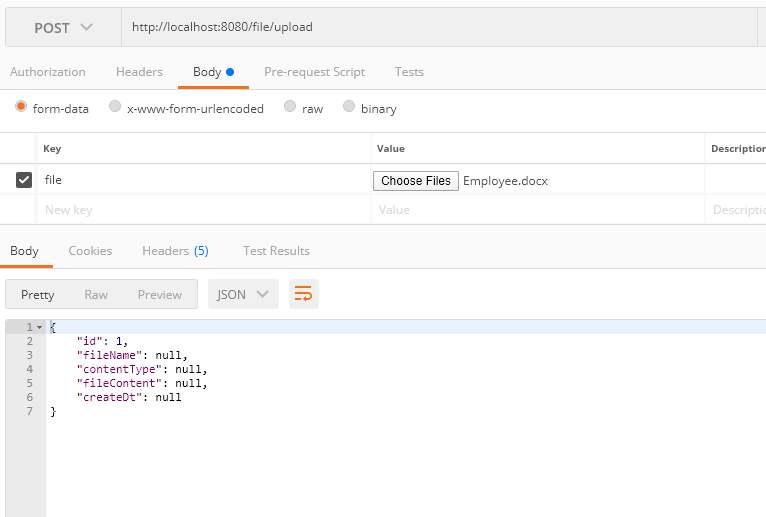 POST http://localhost:8080/file/upload
Authorization Headers Body Pre-request Script Tests
form-data x-www-form-urlencoded raw binary
Key Value Description
file Choose Files Employee.docx
New key Value Descriptic
Body Cookies Headers (5) Test Results
Pretty Raw Preview JSON
1 {
2 "id": 1,
3 "fileName": null,
4 "contentType": null,
5 "fileContent": null,
6 "createDt": null
7 }